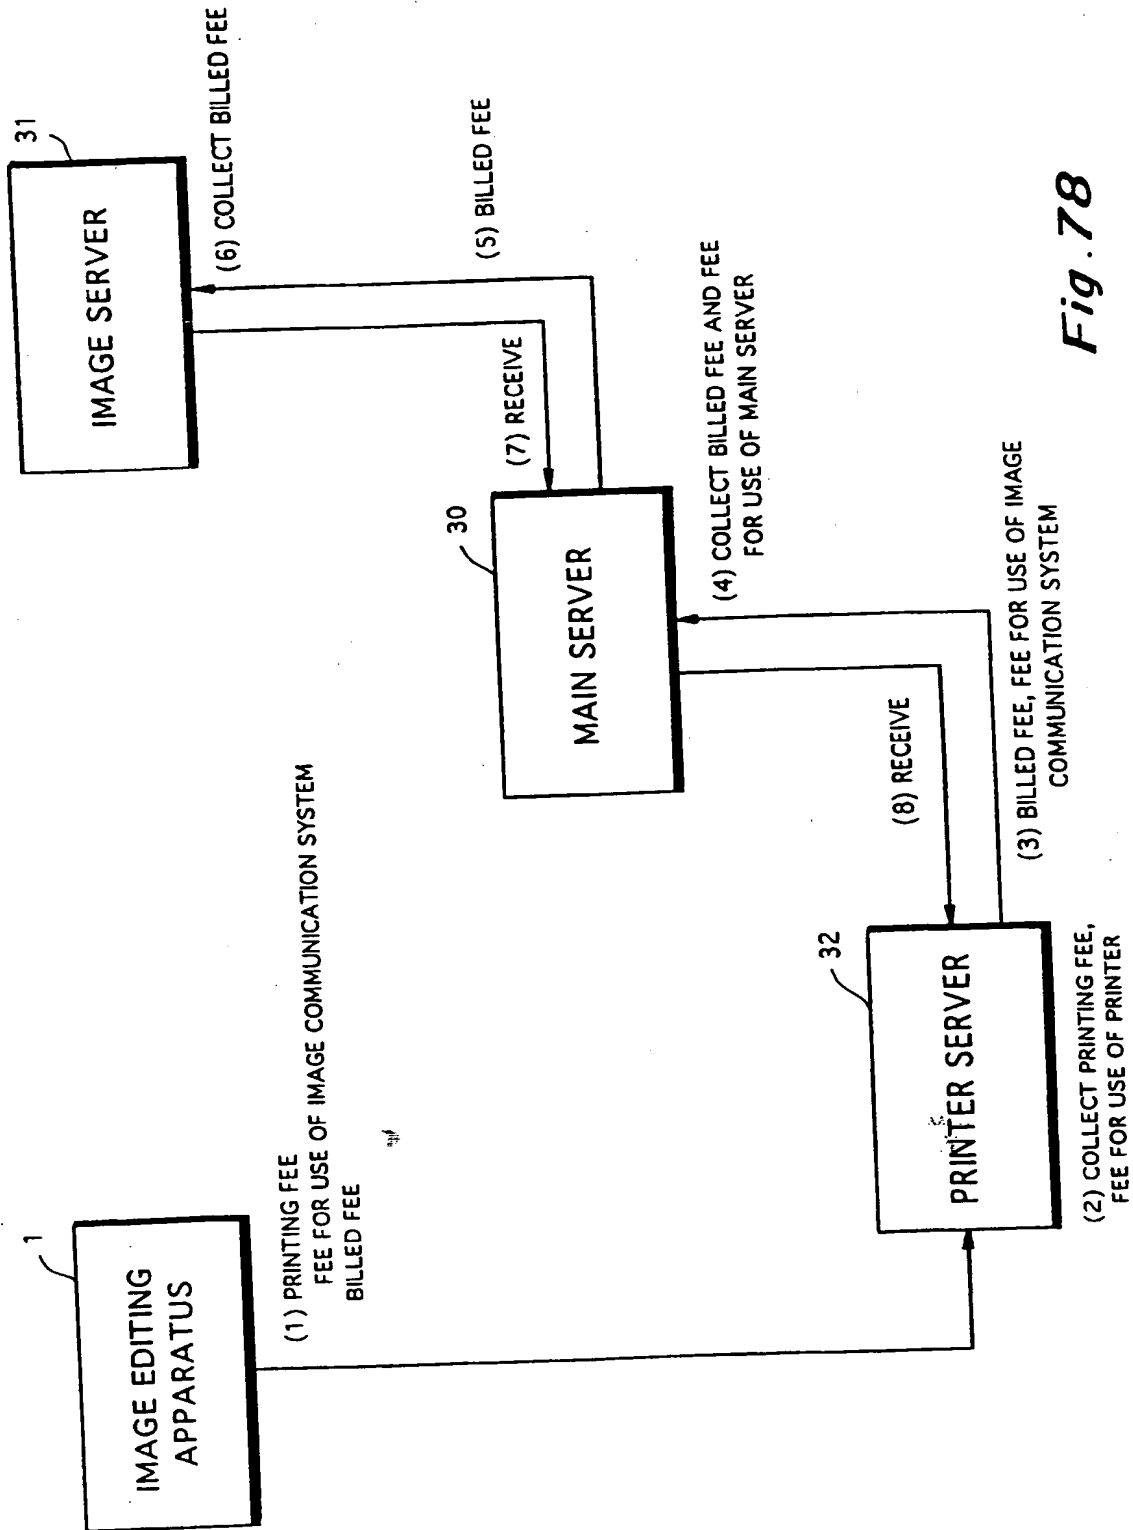 1
IMAGE EDITING
APPARATUS
(1) PRINTING FEE
FEE FOR USE OF IMAGE COMMUNICATION SYSTEM
BILLED FEE
32
PRINTER SERVER
(2) COLLECT PRINTING FEE,
FEE FOR USE OF PRINTER
(8) RECEIVE
(3) BILLED FEE, FEE FOR USE OF IMAGE
COMMUNICATION SYSTEM
30
MAIN SERVER
(4) COLLECT BILLED FEE AND FEE
FOR USE OF MAIN SERVER
(7) RECEIVE
(5) BILLED FEE
31
IMAGE SERVER
(6) COLLECT BILLED FEE
Fig. 78